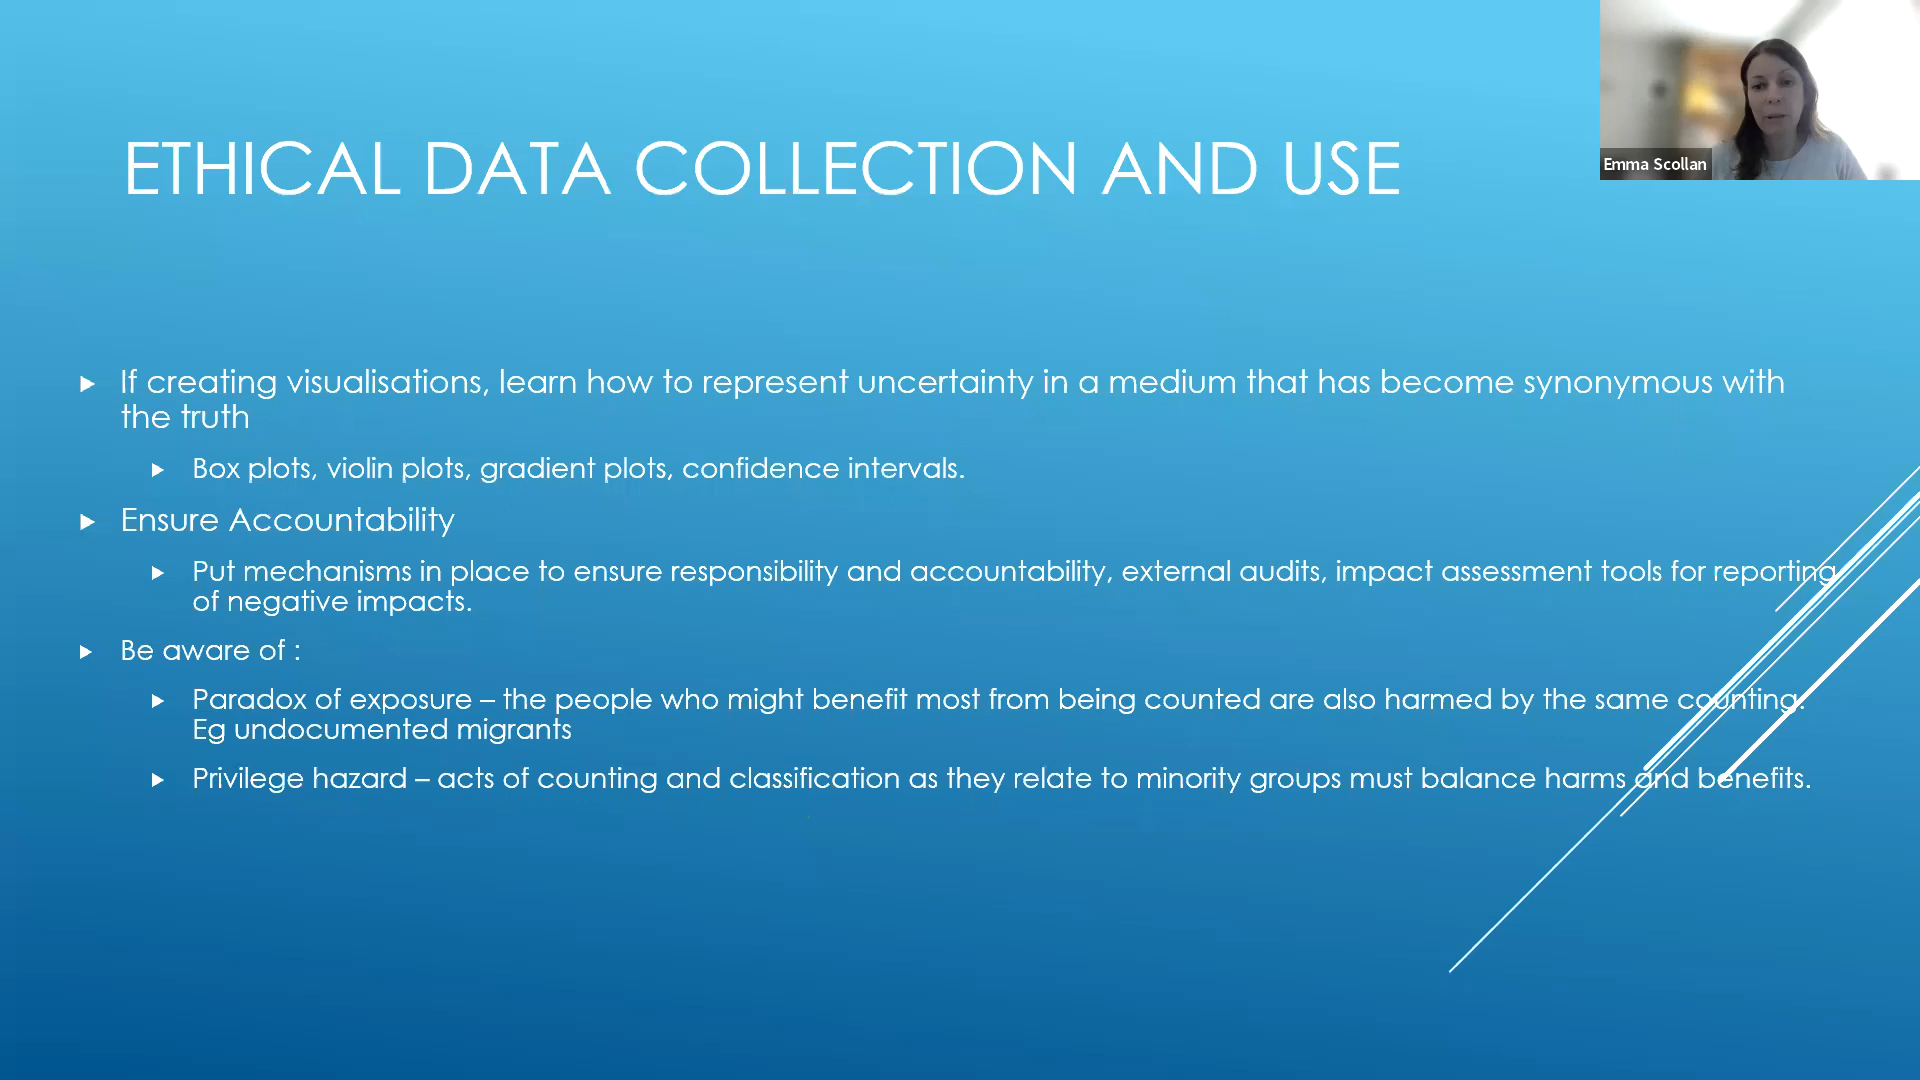 ETHICAL DATA COLLECTION AND USE
Emma Scollan
If creating visualisations, learn how to represent uncertainty in a medium that has become synonymous with
the truth
Box plots, violin plots, gradient plots, confidence intervals.
Ensure Accountability
Put mechanisms in place to ensure responsibility and accountability, external audits, impact assessment tools for reporting
of negative impacts.
Be aware of :
Paradox of exposure – the people who might benefit most from being counted are also harmed by the same counting.
Eg undocumented migrants
Privilege hazard – acts of counting and classification as they relate to minority groups must balance harms and benefits.